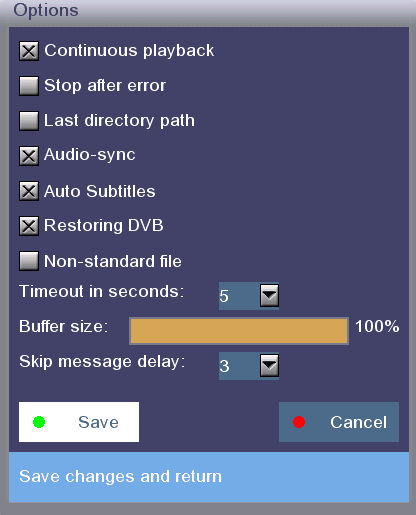 Options
Continuous playback
Stop after error
Last directory path
Audio-sync
Auto Subtitles
Restoring DVB
Non-standard file
Timeout in seconds: 5
Buffer size: 100%
Skip message delay: 3
Save Cancel
Save changes and return